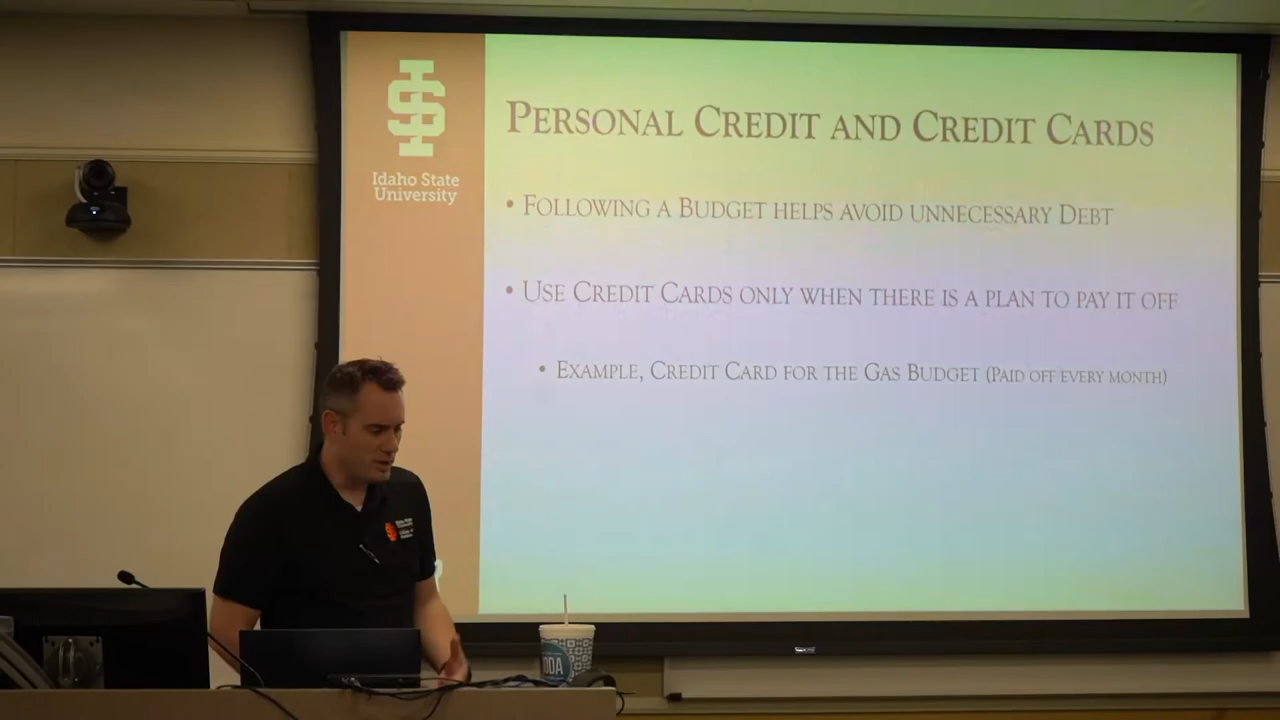 Idaho State
University
PERSONAL CREDIT AND CREDIT CARDS
• FOLLOWING A BUDGET HELPS AVOID UNNECESSARY DEBT
• USE CREDIT CARDS ONLY WHEN THERE IS A PLAN TO PAY IT OFF
• EXAMPLE, CREDIT CARD FOR THE GAS BUDGET (PAID OFF EVERY MONTH)